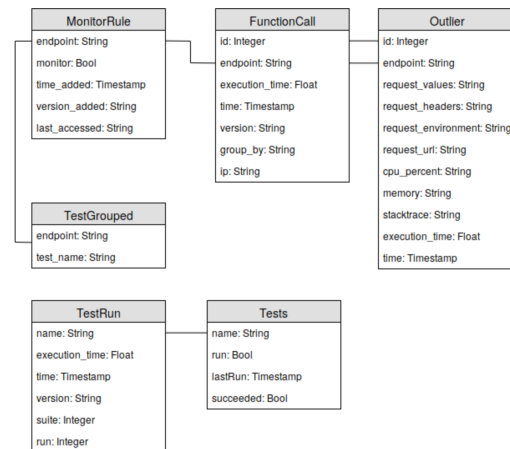 MonitorRule
endpoint: String
monitor: Bool
time_added: Timestamp
version_added: String
last_accessed: String
FunctionCall
id: Integer
endpoint: String
execution_time: Float
time: Timestamp
version: String
group_by: String
ip: String
Outlier
id: Integer
endpoint: String
request_values: String
request_headers: String
request_environment: String
request_url: String
cpu_percent: String
memory: String
stacktrace: String
execution_time: Float
time: Timestamp
TestGrouped
endpoint: String
test_name: String
TestRun
name: String
execution_time: Float
time: Timestamp
version: String
suite: Integer
run: Integer
Tests
name: String
run: Bool
lastRun: Timestamp
succeeded: Bool